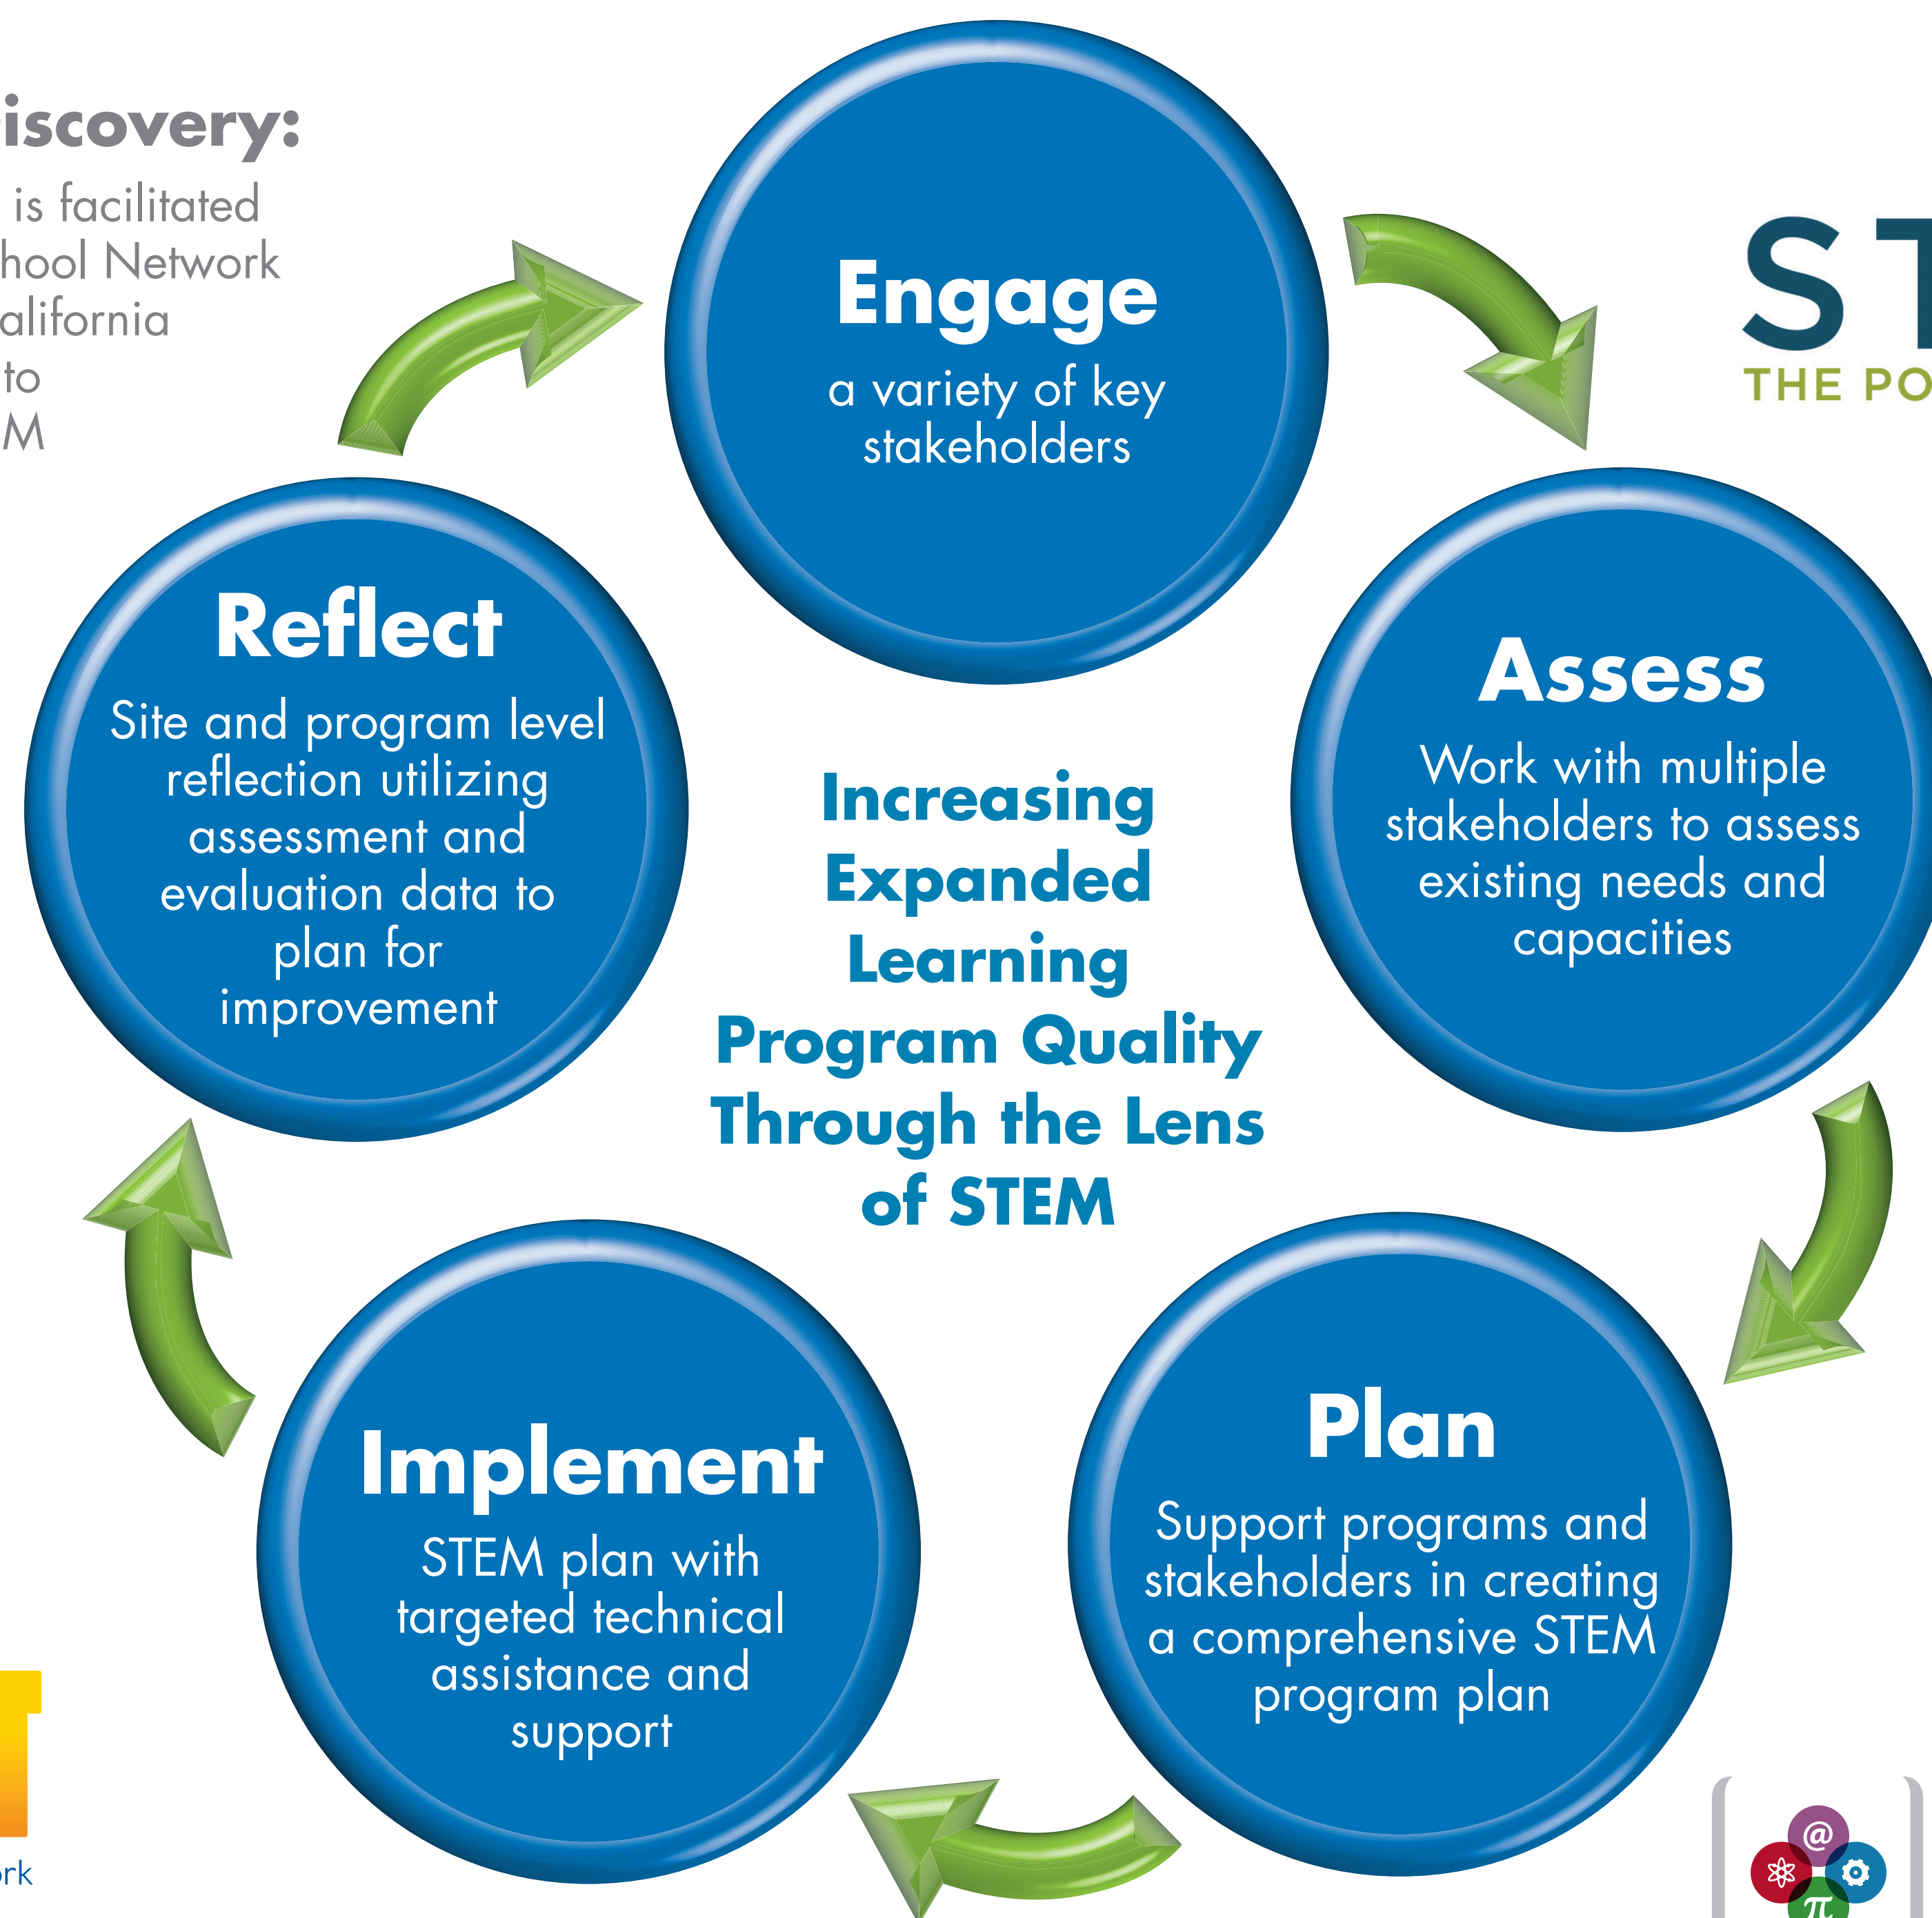 iscovery:
is facilitated
hool Network
alifornia
to
M
ST
THE PO
Engage
a variety of key
stakeholders
Assess
Work with multiple
stakeholders to assess
existing needs and
capacities
Plan
Support programs and
stakeholders in creating
a comprehensive STEM
program plan
Implement
STEM plan with
targeted technical
assistance and
support
Reflect
Site and program level
reflection utilizing
assessment and
evaluation data to
plan for
improvement
Increasing
Expanded
Learning
Program Quality
Through the Lens
of STEM
T
rk
@
π